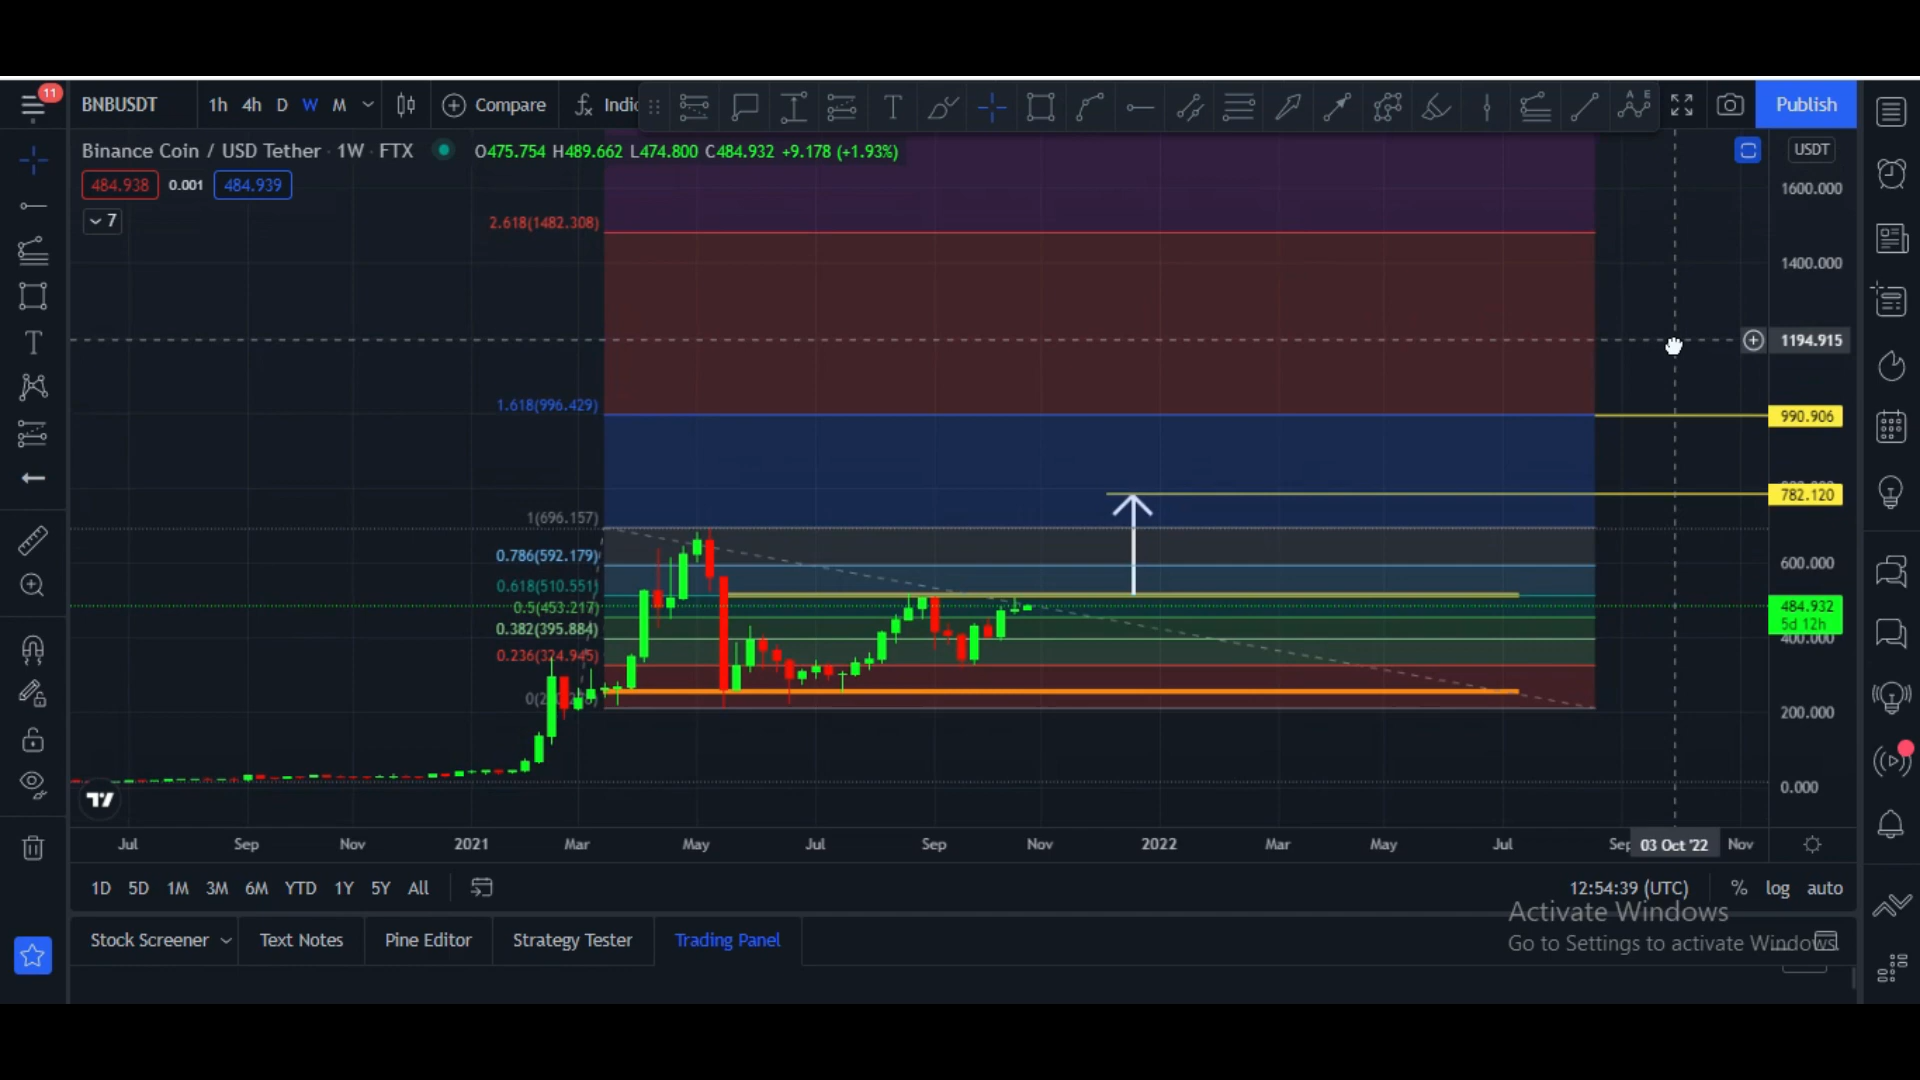 11
BNBUSDT 1h 4h D W M Compare Indic A E Publish
Binance Coin / USD Tether · 1W · FTX O475.754 H489.662 L474.800 C484.932 +9.178 (+1.93%) USDT
484.938 0.001 484.939
7
1600.000
2.618(1482.308)
1400.000
1194.915
1.618(996.429)
990.906
782.120
1(696.157)
0.786(592.179)
600.000
0.618(510.551)
0.5(453.217)
484.932
5d 12h
0.382(395.884)
400.000
0.236(324.945)
200.000
0.000
Jul Sep Nov 2021 Mar May Jul Sep Nov 2022 Mar May Jul Sep 03 Oct '22 Nov
1D 5D 1M 3M 6M YTD 1Y 5Y All 12:54:39 (UTC) % log auto
Activate Windows
Go to Settings to activate Windows.
Stock Screener Text Notes Pine Editor Strategy Tester Trading Panel